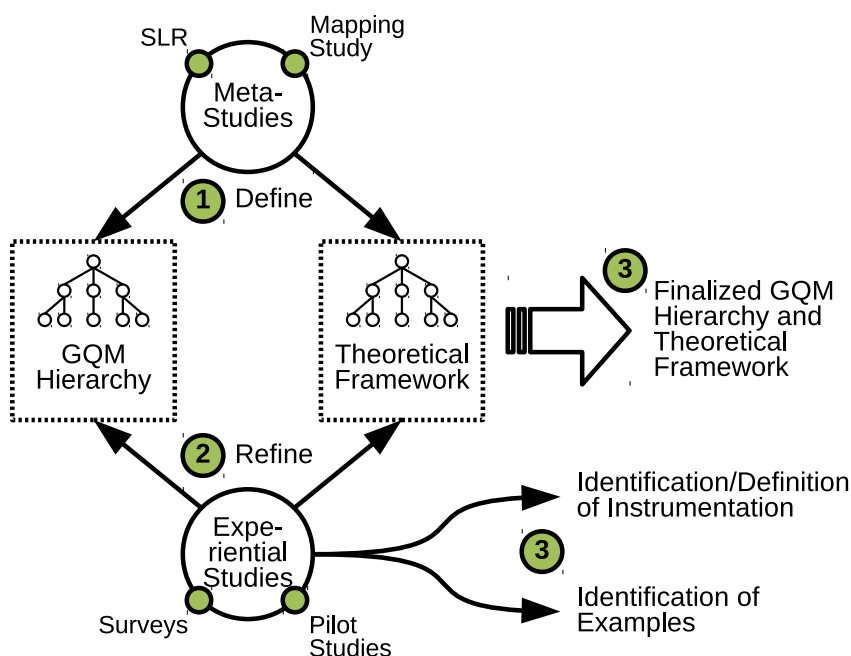 SLR
Mapping
Study
Meta-
Studies
1 Define
GQM
Hierarchy
Theoretical
Framework
3
Finalized GQM
Hierarchy and
Theoretical
Framework
2 Refine
Expe-
riential
Studies
Surveys
Pilot
Studies
Identification/Definition
of Instrumentation
3
Identification of
Examples